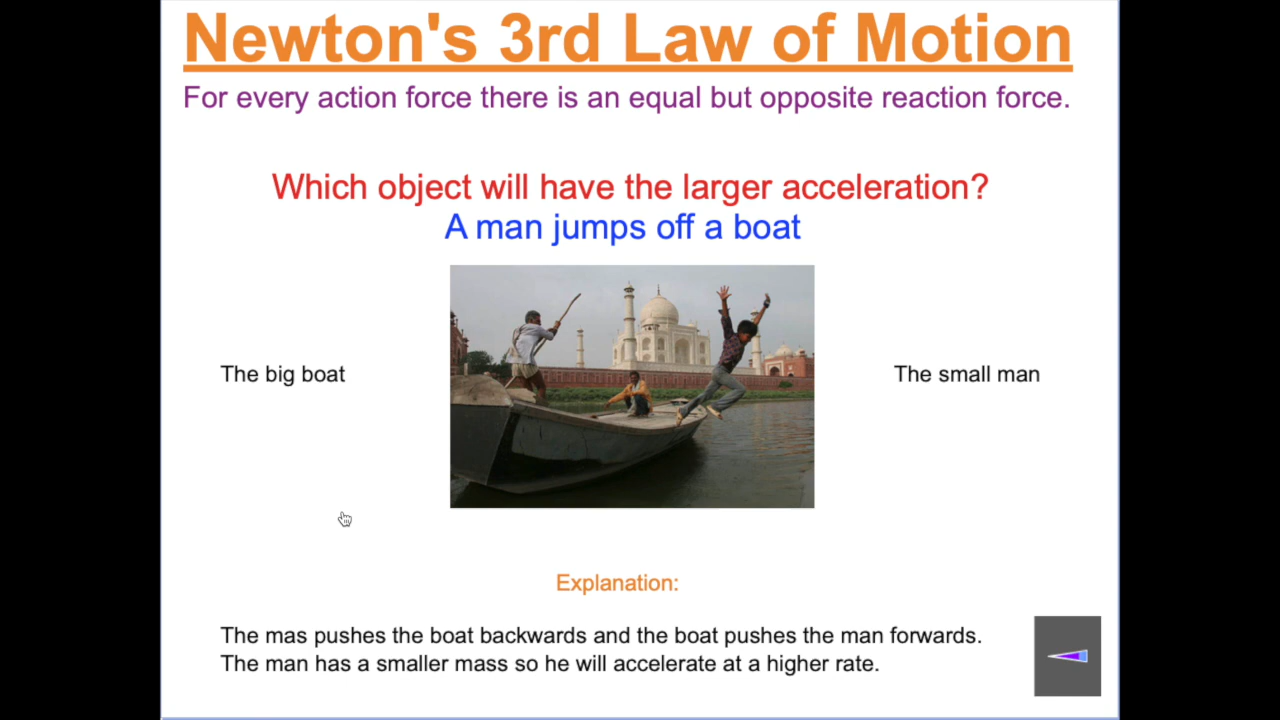 Newton's 3rd Law of Motion
For every action force there is an equal but opposite reaction force.
Which object will have the larger acceleration?
A man jumps off a boat
The big boat
The small man
Explanation:
The mas pushes the boat backwards and the boat pushes the man forwards.
The man has a smaller mass so he will accelerate at a higher rate.